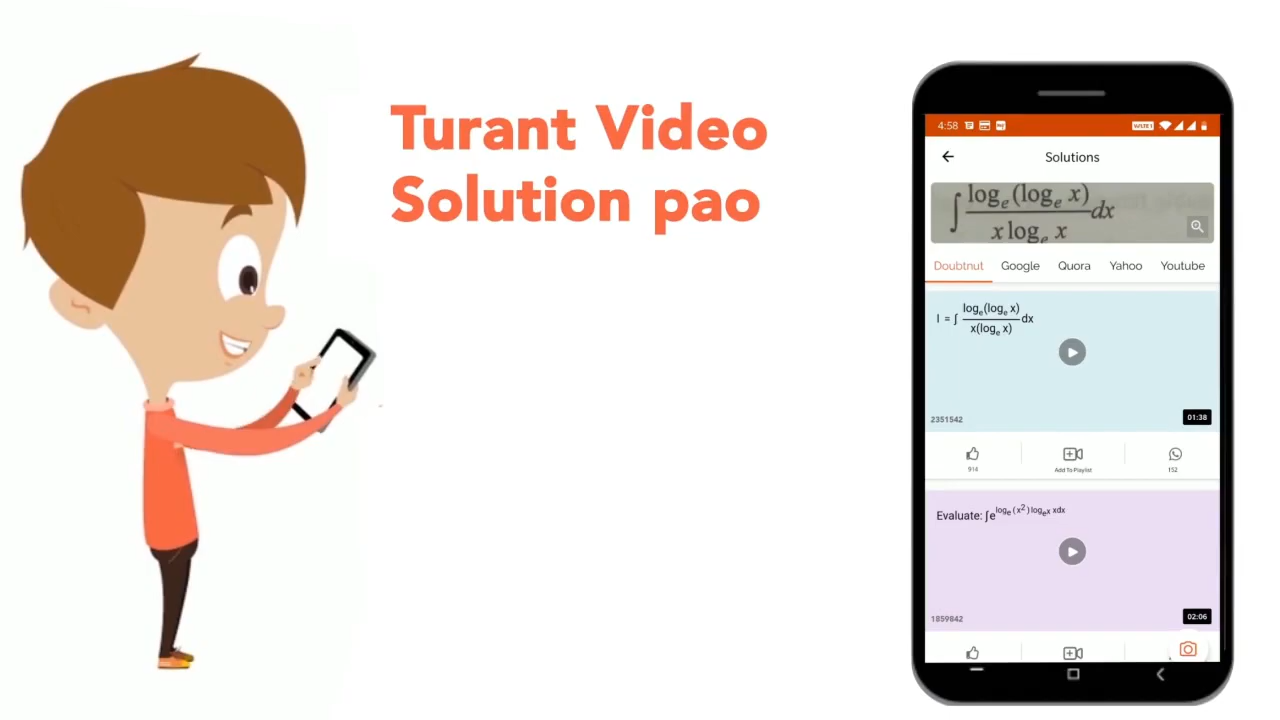 Turant Video
Solution pao
4:58
VoLTE1
Solutions
∫ logₑ(logₑ x) / x logₑ x dx
Doubtnut Google Quora Yahoo Youtube
I = ∫ logₑ(logₑ x) / x(logₑ x) dx
2351542 01:38
914 Add To Playlist 152
Evaluate: ∫e^logₑ(x²)logₑx xdx
1859842 02:06